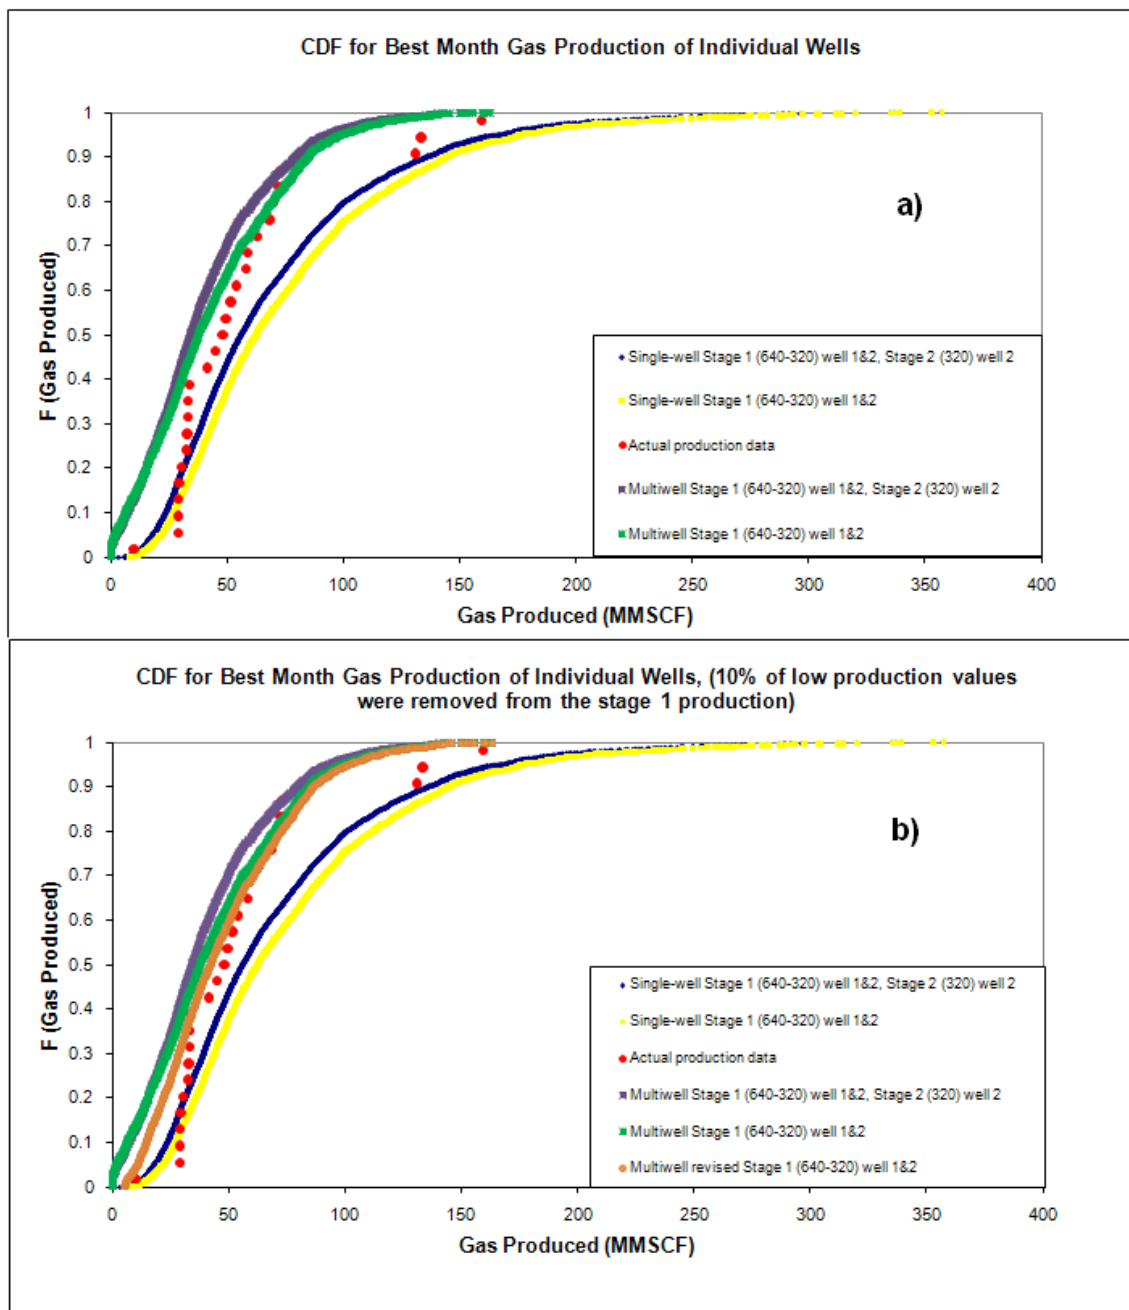 CDF for Best Month Gas Production of Individual Wells
1
0.9
0.8
0.7
0.6
0.5
0.4
0.3
0.2
0.1
0
F (Gas Produced)
a)
Single-well Stage 1 (640-320) well 1&2, Stage 2 (320) well 2
Single-well Stage 1 (640-320) well 1&2
Actual production data
Multiwell Stage 1 (640-320) well 1&2, Stage 2 (320) well 2
Multiwell Stage 1 (640-320) well 1&2
0 50 100 150 200 250 300 350 400
Gas Produced (MMSCF)
CDF for Best Month Gas Production of Individual Wells, (10% of low production values
were removed from the stage 1 production)
1
0.9
0.8
0.7
0.6
0.5
0.4
0.3
0.2
0.1
0
F (Gas Produced)
b)
Single-well Stage 1 (640-320) well 1&2, Stage 2 (320) well 2
Single-well Stage 1 (640-320) well 1&2
Actual production data
Multiwell Stage 1 (640-320) well 1&2, Stage 2 (320) well 2
Multiwell Stage 1 (640-320) well 1&2
Multiwell revised Stage 1 (640-320) well 1&2
0 50 100 150 200 250 300 350 400
Gas Produced (MMSCF)